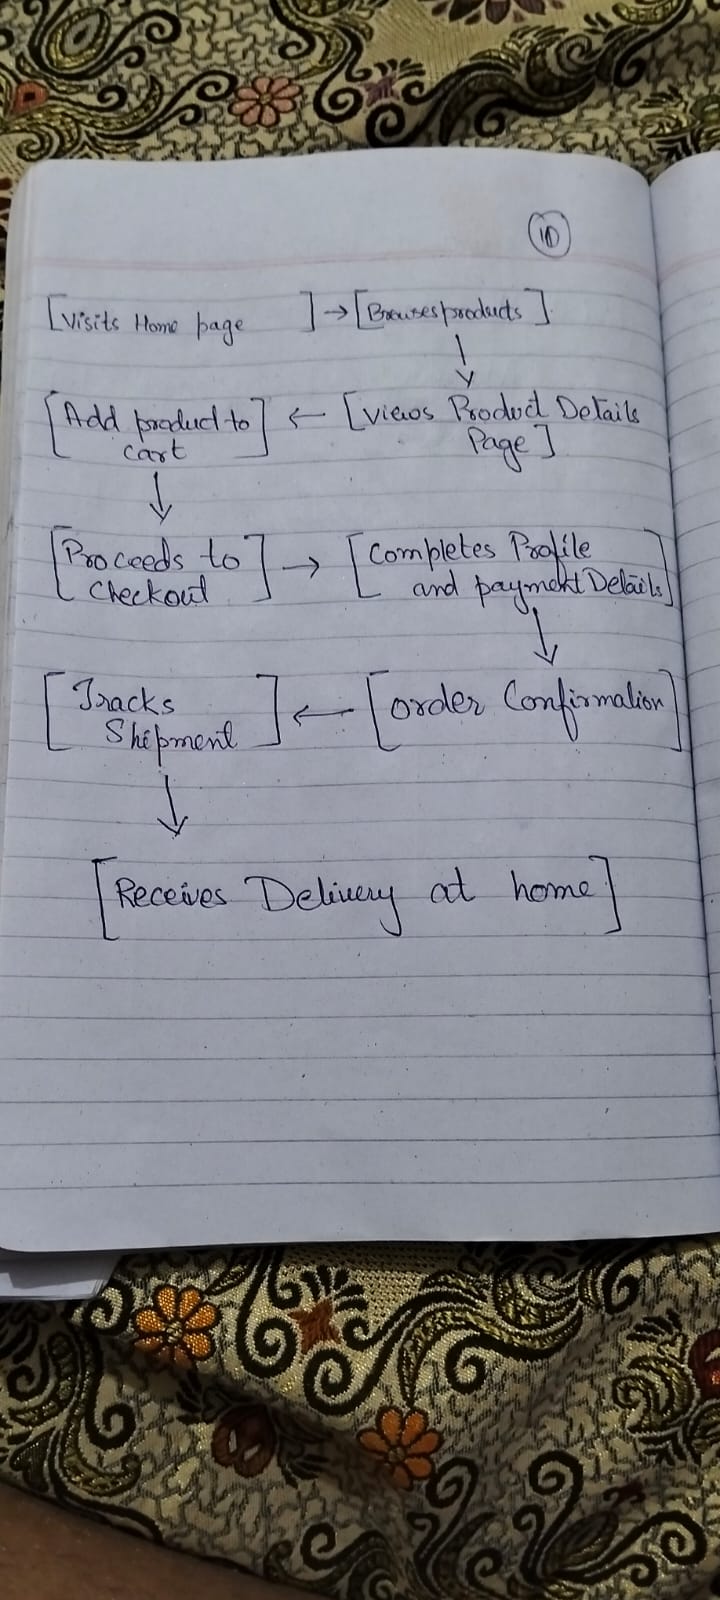 10
[Visits Home page ] → [Browses products]
↓
[Add product to ← [Views Product Details
cart] Page]
↓
[Proceeds to → [Completes Profile
Checkout] and payment Details]
↓
[Tracks ← [Order Confirmation]
Shipment]
↓
[Receives Delivery at home]